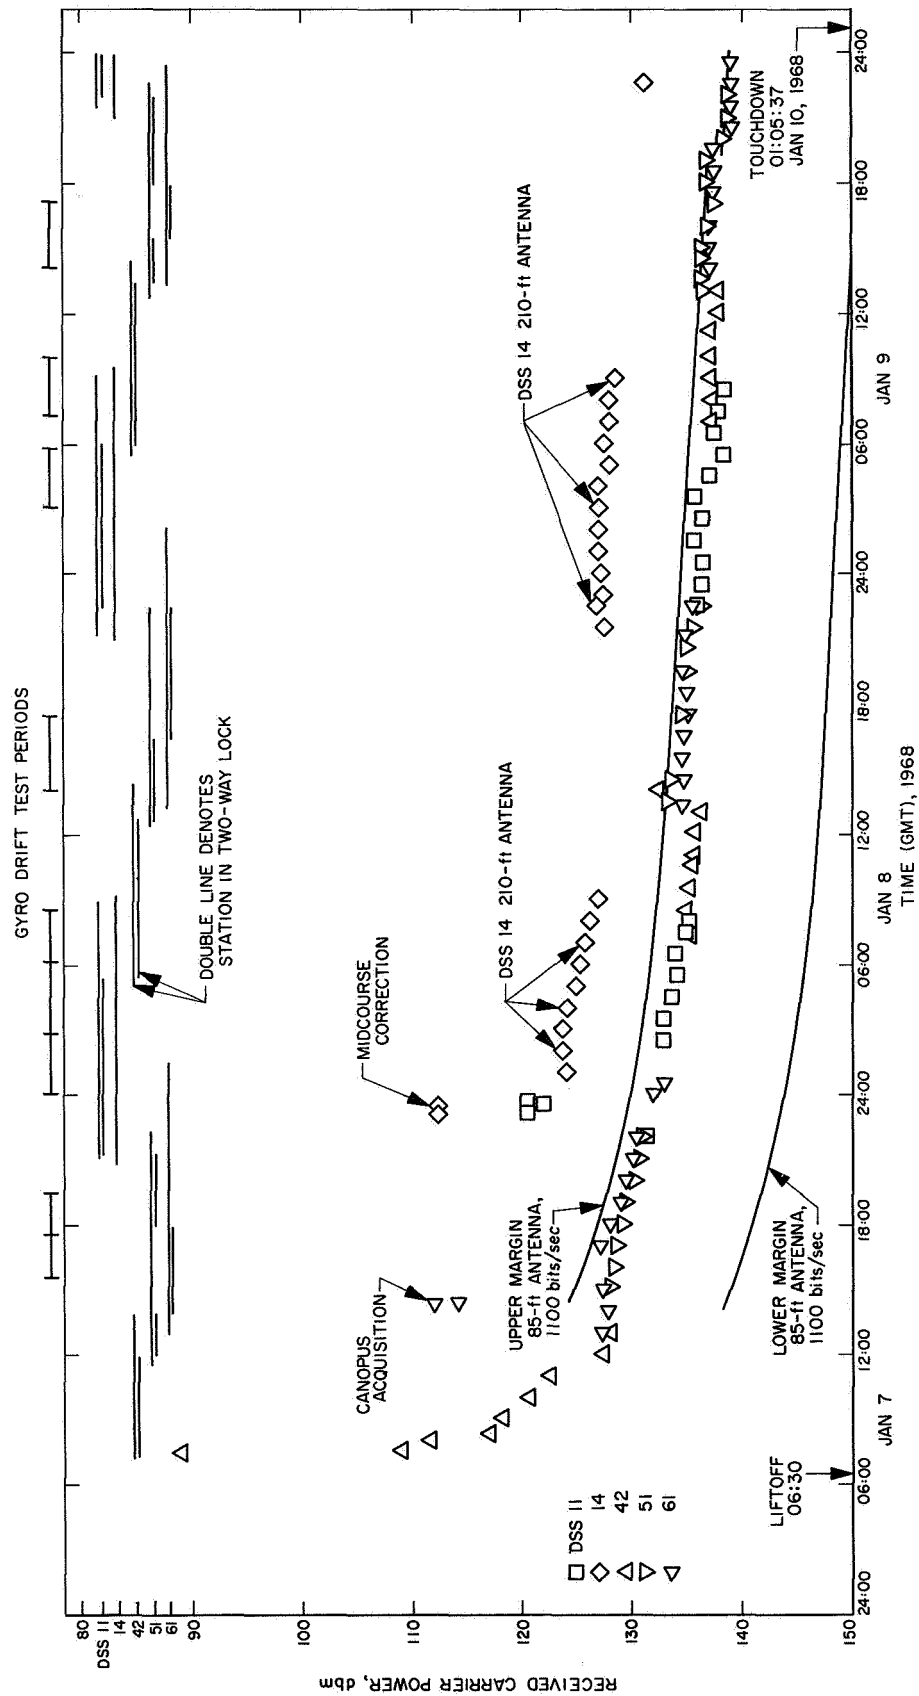 GYRO DRIFT TEST PERIODS
80
DSS 11
14
42
51
61
90
100
110
120
130
140
150
RECEIVED CARRIER POWER, dbm
DOUBLE LINE DENOTES
STATION IN TWO-WAY LOCK
MIDCOURSE
CORRECTION
CANOPUS
ACQUISITION
DSS 14 210-ft ANTENNA
DSS 14 210-ft ANTENNA
UPPER MARGIN
85-ft ANTENNA,
1100 bits/sec
LOWER MARGIN
85-ft ANTENNA,
1100 bits/sec
DSS 11
14
42
51
61
LIFTOFF
06:30
TOUCHDOWN
01:05:37
JAN 10, 1968
24:00
06:00
12:00
18:00
24:00
06:00
12:00
18:00
24:00
06:00
12:00
18:00
24:00
JAN 7
JAN 8
JAN 9
TIME (GMT), 1968